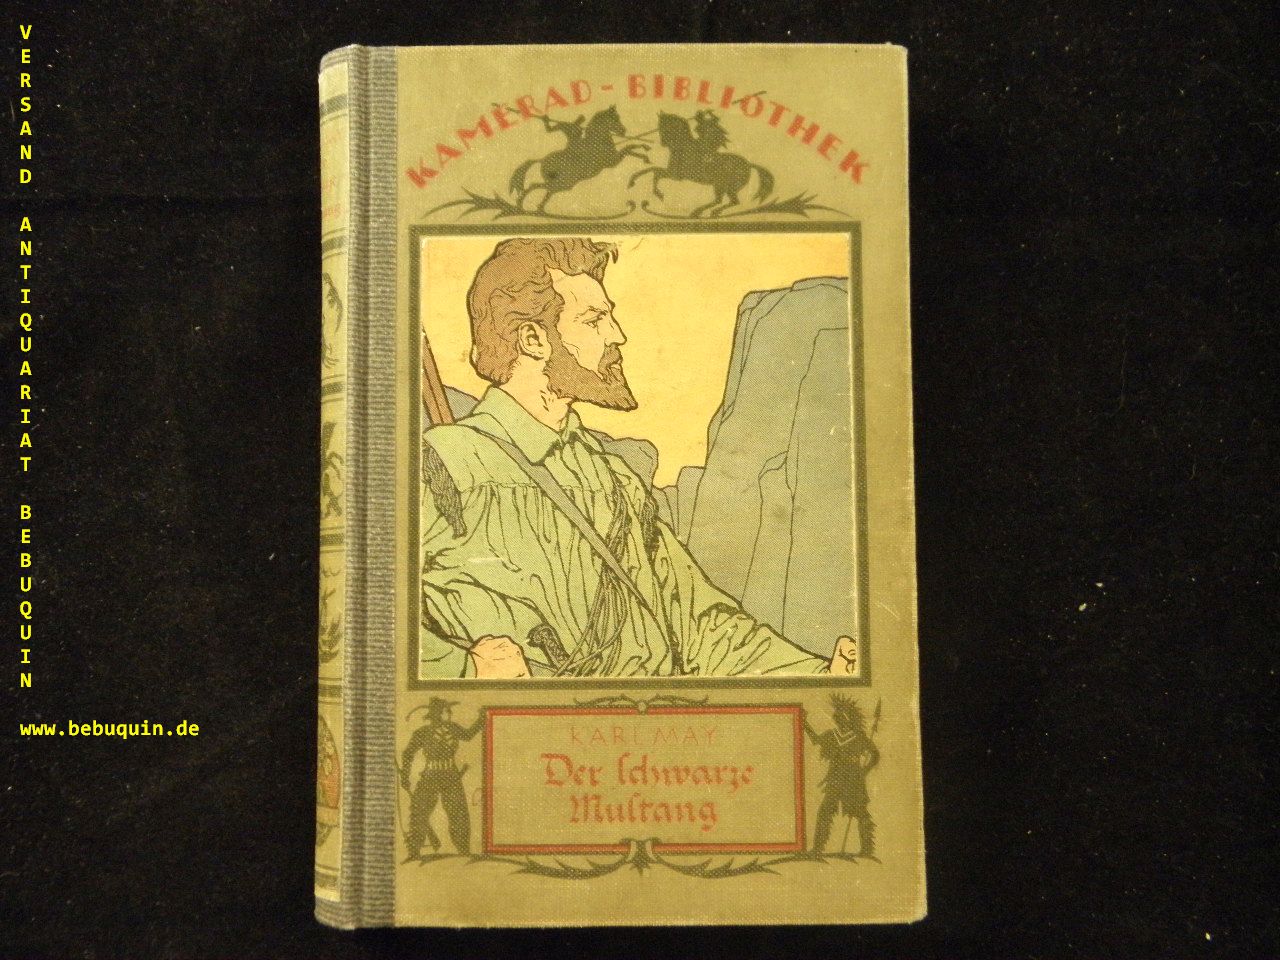 VERSAND ANTIQUARIAT BEBUQUIN
www.bebuquin.de
KAMERAD-BIBLIOTHEK
KARL MAY
Der schwarze
Mustang